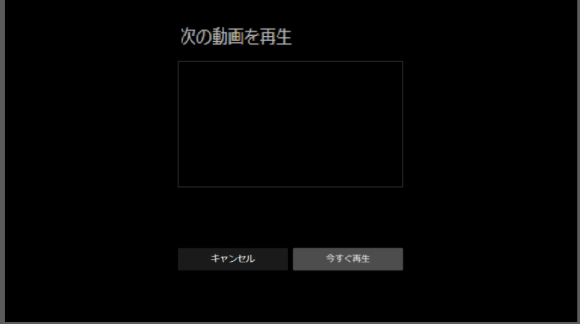 次の動画を再生
キャンセル
今すぐ再生